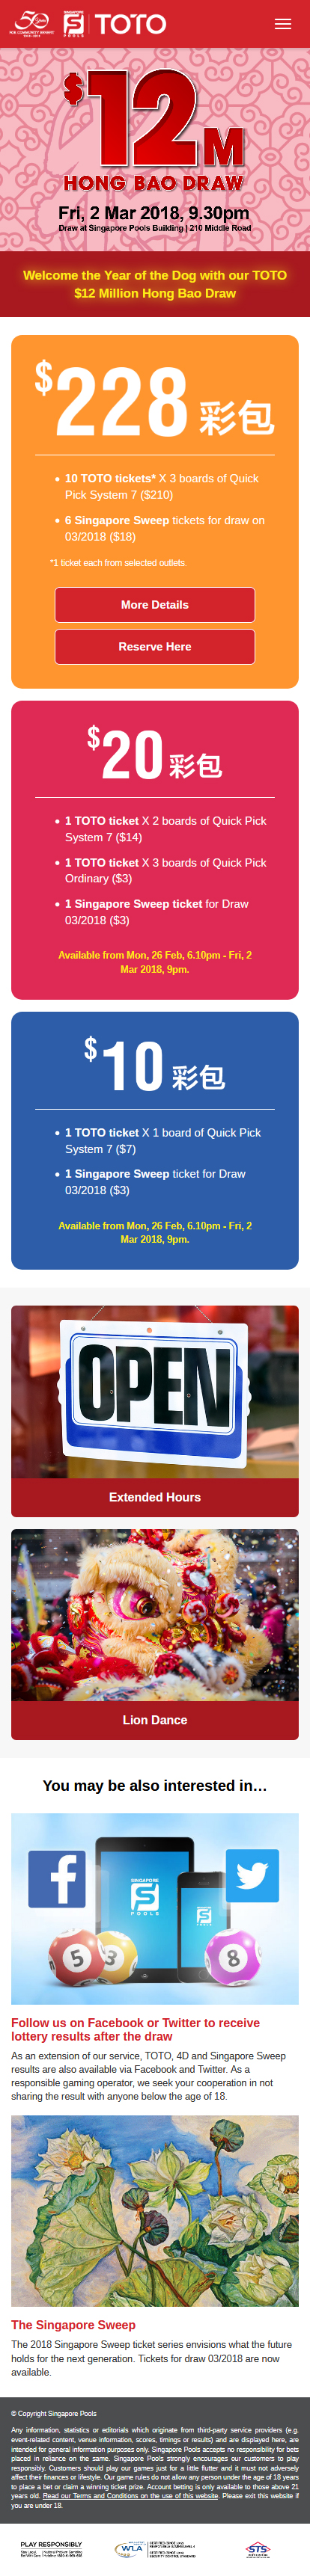 50 Years
FOR COMMUNITY BENEFIT
SINGAPORE
POOLS
TOTO
$12M
HONG BAO DRAW
Fri, 2 Mar 2018, 9.30pm
Draw at Singapore Pools Building | 210 Middle Road
Welcome the Year of the Dog with our TOTO
$12 Million Hong Bao Draw
$228 彩包
10 TOTO tickets* X 3 boards of Quick
Pick System 7 ($210)
6 Singapore Sweep tickets for draw on
03/2018 ($18)
*1 ticket each from selected outlets.
More Details
Reserve Here
$20 彩包
1 TOTO ticket X 2 boards of Quick Pick
System 7 ($14)
1 TOTO ticket X 3 boards of Quick Pick
Ordinary ($3)
1 Singapore Sweep ticket for Draw
03/2018 ($3)
Available from Mon, 26 Feb, 6.10pm - Fri, 2
Mar 2018, 9pm.
$10 彩包
1 TOTO ticket X 1 board of Quick Pick
System 7 ($7)
1 Singapore Sweep ticket for Draw
03/2018 ($3)
Available from Mon, 26 Feb, 6.10pm - Fri, 2
Mar 2018, 9pm.
OPEN
Extended Hours
Lion Dance
You may be also interested in…
SINGAPORE
POOLS
5 3 8
Follow us on Facebook or Twitter to receive
lottery results after the draw
As an extension of our service, TOTO, 4D and Singapore Sweep
results are also available via Facebook and Twitter. As a
responsible gaming operator, we seek your cooperation in not
sharing the result with anyone below the age of 18.
The Singapore Sweep
The 2018 Singapore Sweep ticket series envisions what the future
holds for the next generation. Tickets for draw 03/2018 are now
available.
© Copyright Singapore Pools
Any information, statistics or editorials which originate from third-party service providers (e.g.
event-related content, venue information, scores, timings or results) and are displayed here, are
intended for general information purposes only. Singapore Pools accepts no responsibility for bets
placed in reliance on the same. Singapore Pools strongly encourages our customers to play
responsibly. Customers should play our games just for a little flutter and it must not adversely
affect their finances or lifestyle. Our game rules do not allow any person under the age of 18 years
to place a bet or claim a winning ticket prize. Account betting is only available to those above 21
years old. Read our Terms and Conditions on the use of this website. Please exit this website if
you are under 18.
PLAY RESPONSIBLY
WLA
STS